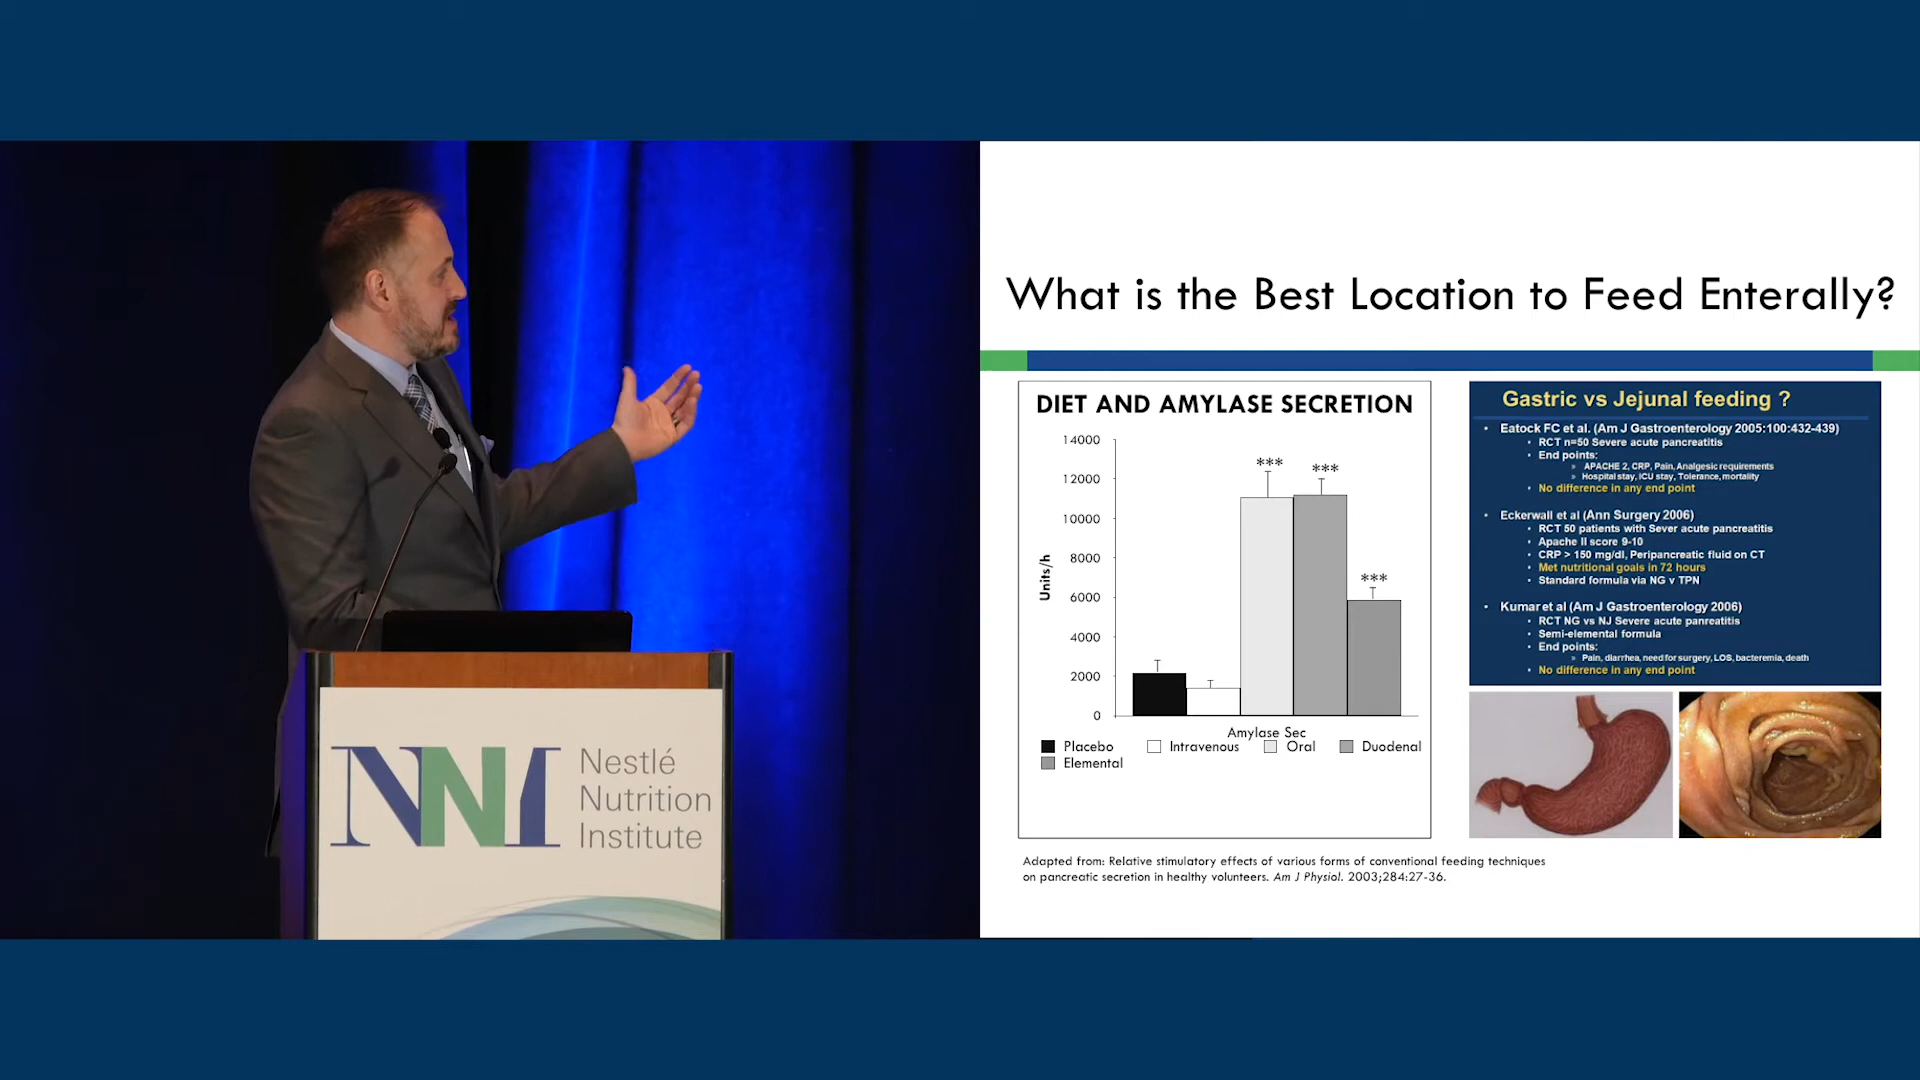 NNI
Nestlé
Nutrition
Institute
What is the Best Location to Feed Enterally?
DIET AND AMYLASE SECRETION
14000
12000
10000
8000
6000
4000
2000
0
Units/h
***
***
***
Amylase Sec
Placebo
Intravenous
Oral
Duodenal
Elemental
Adapted from: Relative stimulatory effects of various forms of conventional feeding techniques
on pancreatic secretion in healthy volunteers. Am J Physiol. 2003;284:27-36.
Gastric vs Jejunal feeding ?
• Eatock FC et al. (Am J Gastroenterology 2005:100:432-439)
• RCT n=50 Severe acute pancreatitis
• End points:
» APACHE 2, CRP, Pain, Analgesic requirements
» Hospital stay, ICU stay, Tolerance, mortality
• No difference in any end point
• Eckerwall et al (Ann Surgery 2006)
• RCT 50 patients with Sever acute pancreatitis
• Apache II score 9-10
• CRP > 150 mg/dl, Peripancreatic fluid on CT
• Met nutritional goals in 72 hours
• Standard formula via NG v TPN
• Kumar et al (Am J Gastroenterology 2006)
• RCT NG vs NJ Severe acute panreatitis
• Semi-elemental formula
• End points:
» Pain, diarrhea, need for surgery, LOS, bacteremia, death
• No difference in any end point